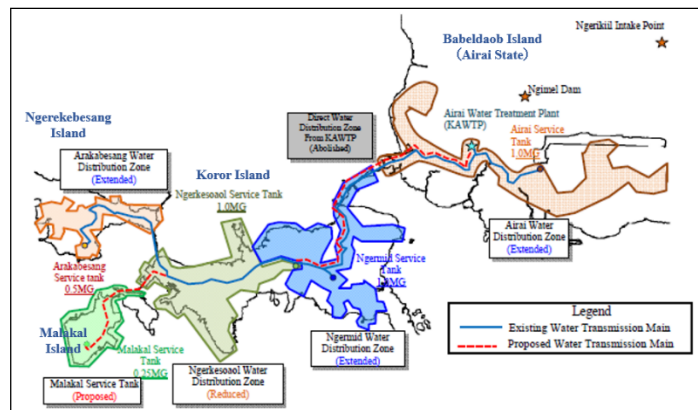 Babeldaob Island
(Airai State)
Ngerikiil Intake Point
Ngimel Dam
Ngerekebesang
Island
Direct Water
Distribution Zone
From KAWTP
(Abolished)
Airai Water Treatment Plant
(KAWTP)
Airai Service
Tank
1.0MG
Arakabesang Water
Distribution Zone
(Extended)
Koror Island
Ngerkesoaol Service Tank
1.0MG
Airai Water
Distribution Zone
(Extended)
Ngermid Service
Tank
Arakabesang
Service tank
0.5MG
Malakal
Island
Malakal Service
Tank
0.25MG
Malakal Service Tank
(Proposed)
Ngerkesoaol Water
Distribution Zone
(Reduced)
Ngermid Water
Distribution Zone
(Extended)
Legend
Existing Water Transmission Main
Proposed Water Transmission Main